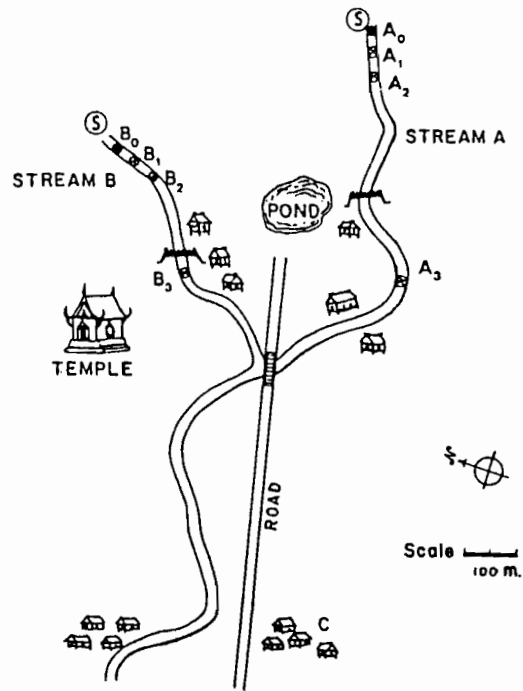 S
A0
A1
A2
STREAM A
S
B0
B1
B2
STREAM B
POND
B3
A3
TEMPLE
ROAD
Scale
100 m.
C